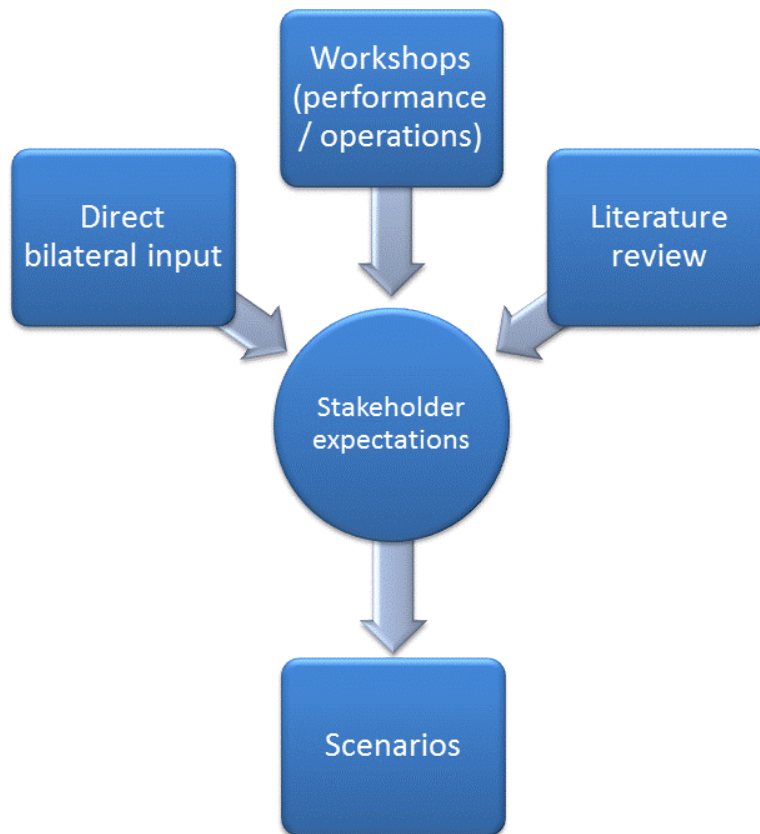 Workshops
(performance
/ operations)
Direct
bilateral input
Literature
review
Stakeholder
expectations
Scenarios